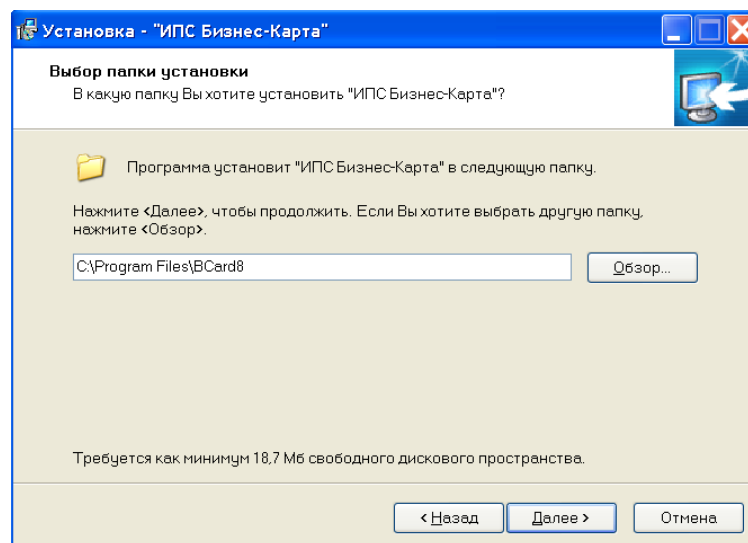 Установка - "ИПС Бизнес-Карта"
Выбор папки установки
В какую папку Вы хотите установить "ИПС Бизнес-Карта"?
Программа установит "ИПС Бизнес-Карта" в следующую папку.
Нажмите <Далее>, чтобы продолжить. Если Вы хотите выбрать другую папку,
нажмите <Обзор>.
C:\Program Files\BCard8
Обзор...
Требуется как минимум 18,7 Мб свободного дискового пространства.
< Назад
Далее >
Отмена